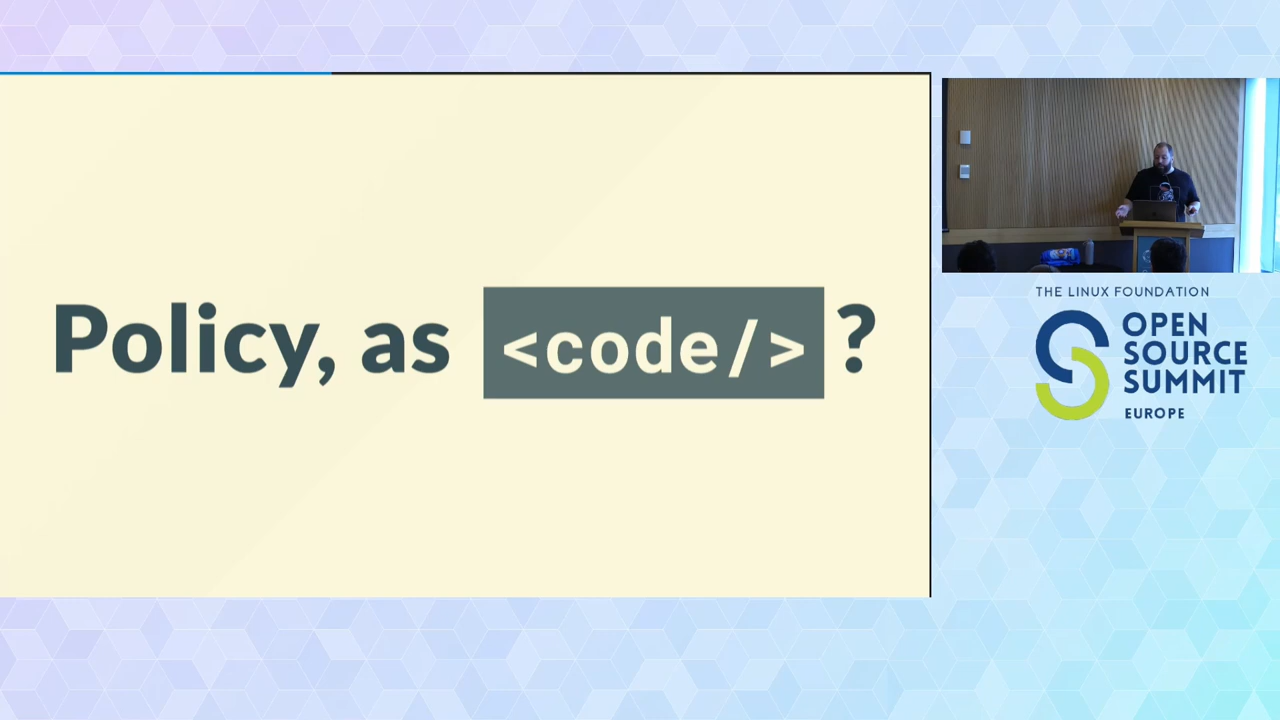 Policy, as <code/> ?
THE LINUX FOUNDATION
OPEN
SOURCE
SUMMIT
EUROPE